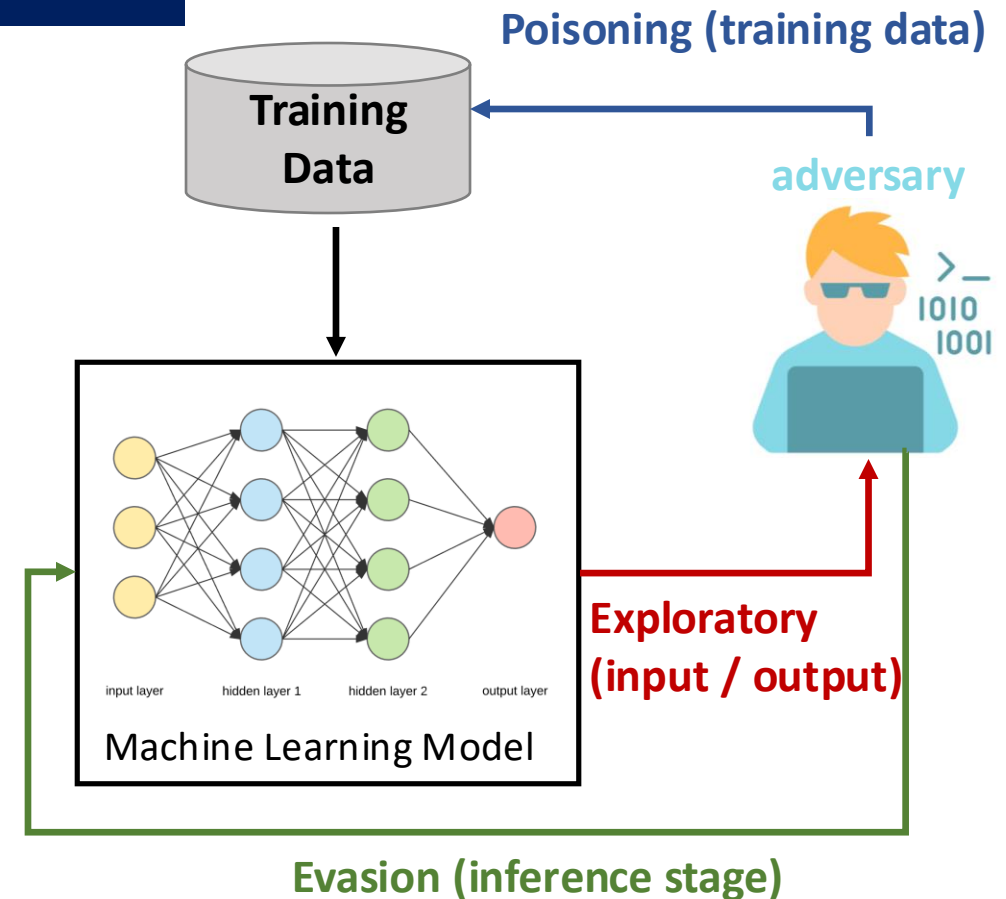 Poisoning (training data)
Training
Data
adversary
>_
1010
1001
Exploratory
(input / output)
input layer
hidden layer 1
hidden layer 2
output layer
Machine Learning Model
Evasion (inference stage)